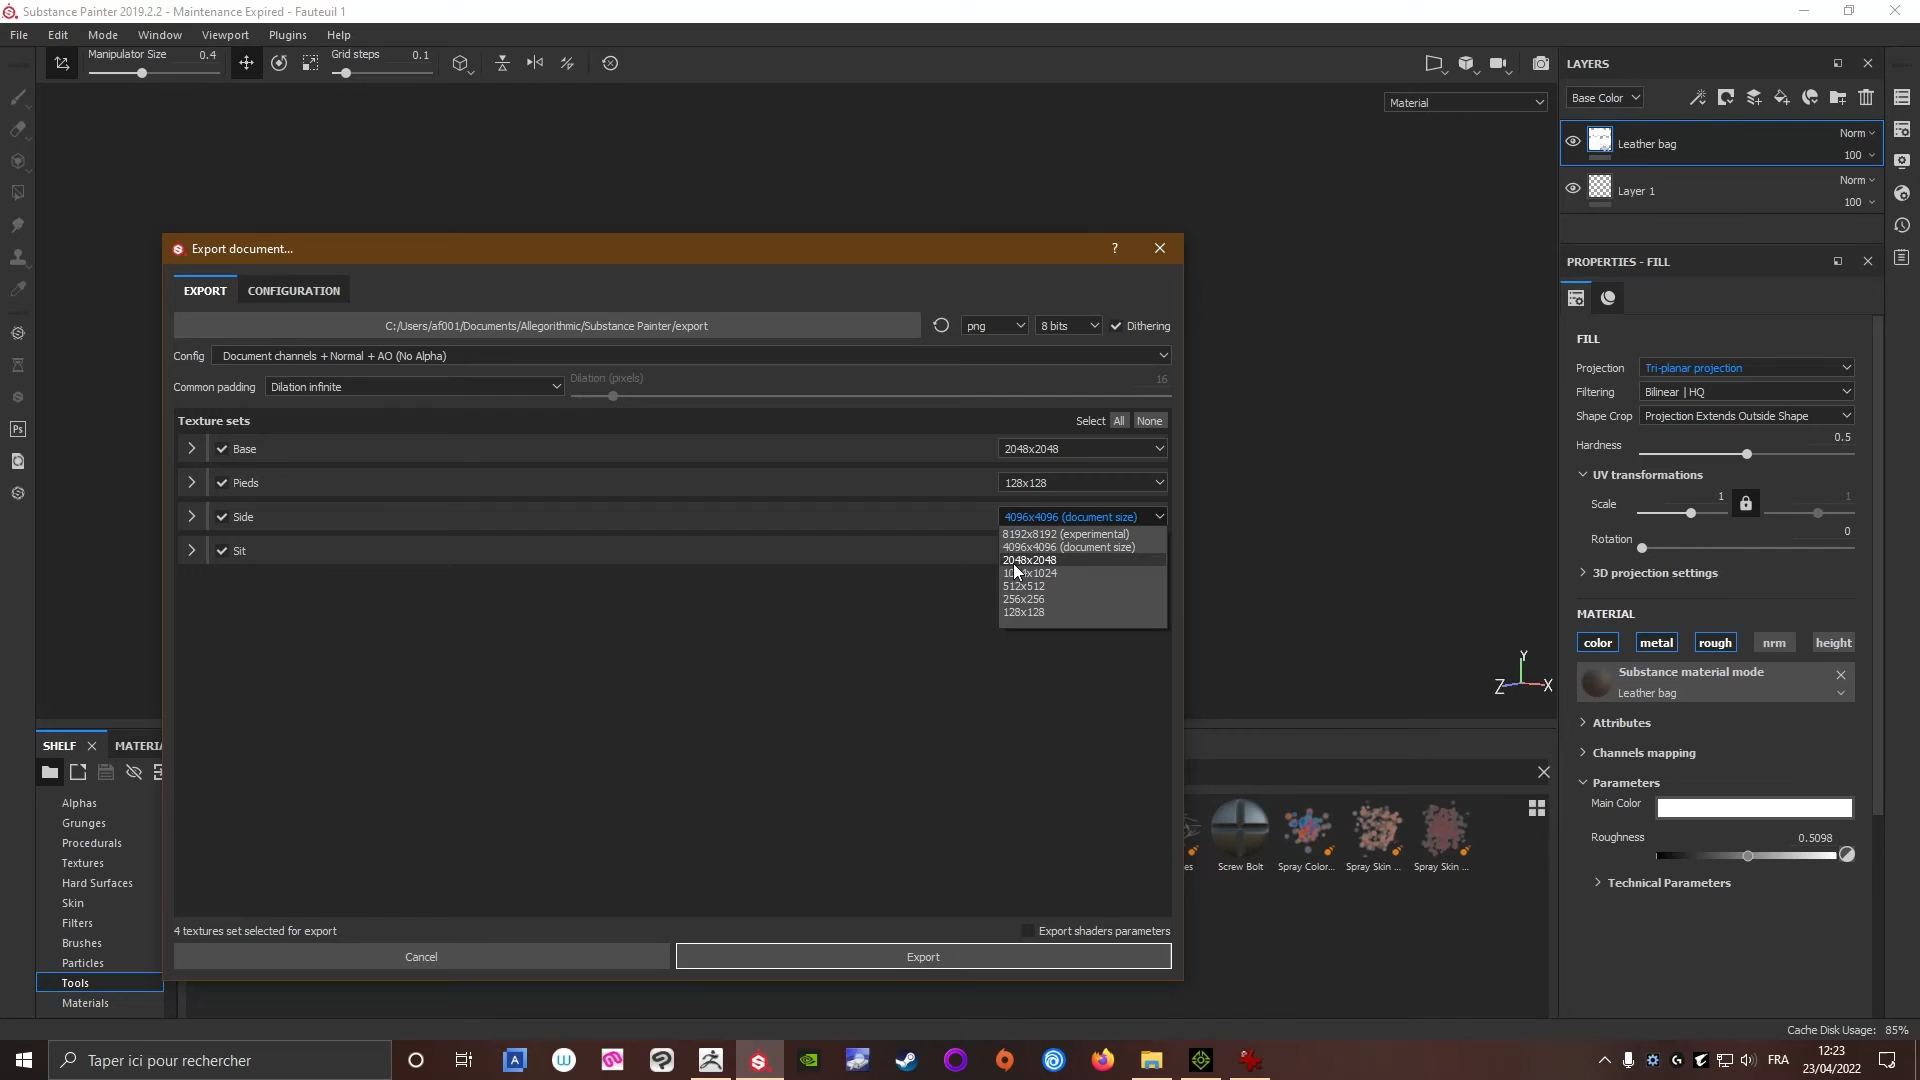 Substance Painter 2019.2.2 - Maintenance Expired - Fauteuil 1
File Edit Mode Window Viewport Plugins Help
Manipulator Size 0.4 Grid steps 0.1
Material
LAYERS
Base Color
Leather bag Norm
100
Layer 1 Norm
100
Export document...
?
EXPORT CONFIGURATION
C:/Users/af001/Documents/Allegorithmic/Substance Painter/export png 8 bits Dithering
Config Document channels + Normal + AO (No Alpha)
Common padding Dilation infinite Dilation (pixels) 16
Texture sets Select All None
Base 2048x2048
Pieds 128x128
Side 4096x4096 (document size)
8192x8192 (experimental)
4096x4096 (document size)
2048x2048
Sit
512x512
256x256
128x128
4 textures set selected for export Export shaders parameters
Cancel Export
PROPERTIES - FILL
FILL
Projection Tri-planar projection
Filtering Bilinear | HQ
Shape Crop Projection Extends Outside Shape
Hardness 0.5
UV transformations
Scale 1 1
Rotation 0
3D projection settings
MATERIAL
color metal rough nrm height
Substance material mode
Leather bag
Attributes
Channels mapping
Parameters
Main Color
Roughness 0.5098
Technical Parameters
Y
Z X
SHELF
Alphas
Grunges
Procedurals
Textures
Hard Surfaces
Skin
Filters
Brushes
Particles
Tools
Materials
Screw Bolt Spray Color... Spray Skin ... Spray Skin ...
Cache Disk Usage: 85%
Ps
Taper ici pour rechercher
FRA
12:23
23/04/2022